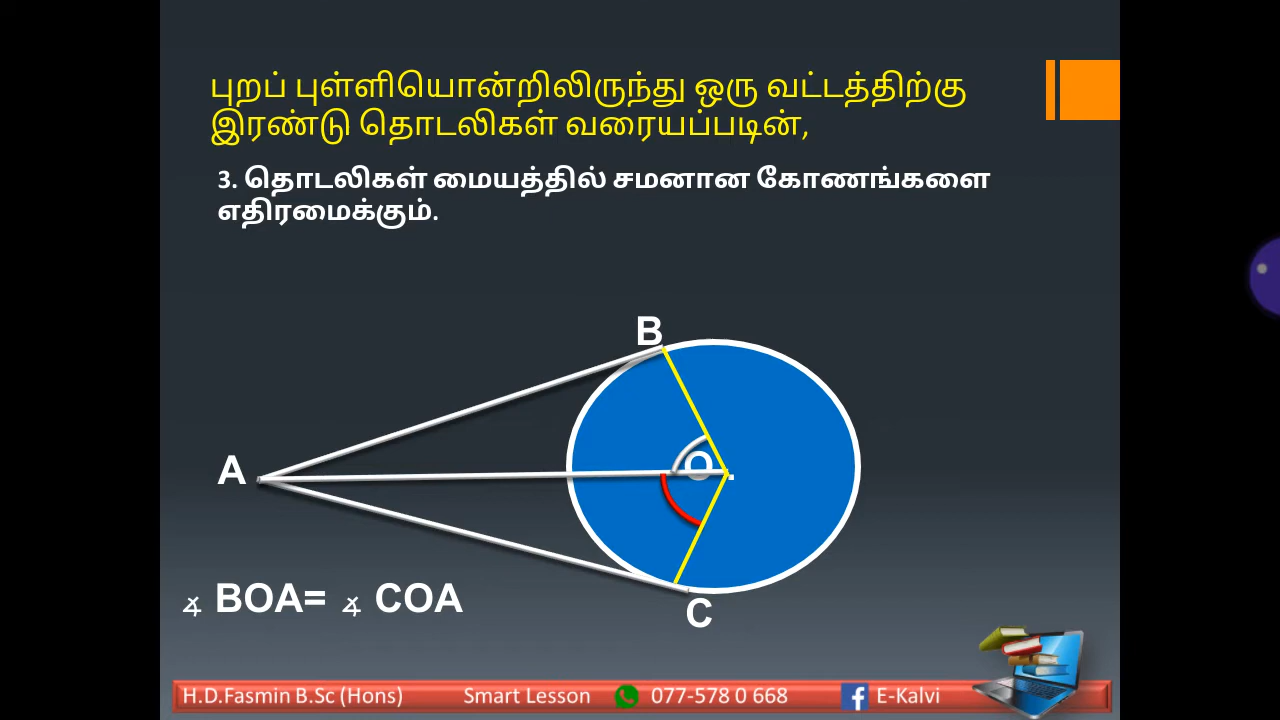 புறப் புள்ளியொன்றிலிருந்து ஒரு வட்டத்திற்கு
இரண்டு தொடலிகள் வரையப்படின்,
3. தொடலிகள் மையத்தில் சமனான கோணங்களை
எதிரமைக்கும்.
B
A
O .
C
∡ BOA= ∡ COA
H.D.Fasmin B.Sc (Hons) Smart Lesson 077-578 0 668 E-Kalvi